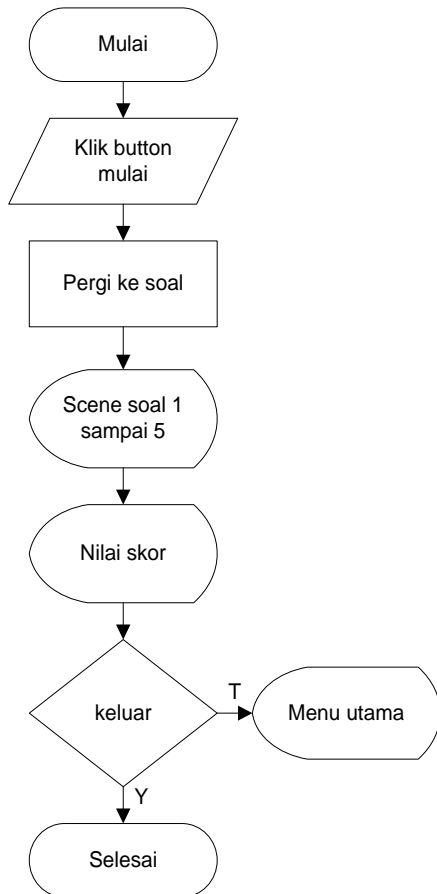 Mulai
Klik button
mulai
Pergi ke soal
Scene soal 1
sampai 5
Nilai skor
keluar
T
Menu utama
Y
Selesai